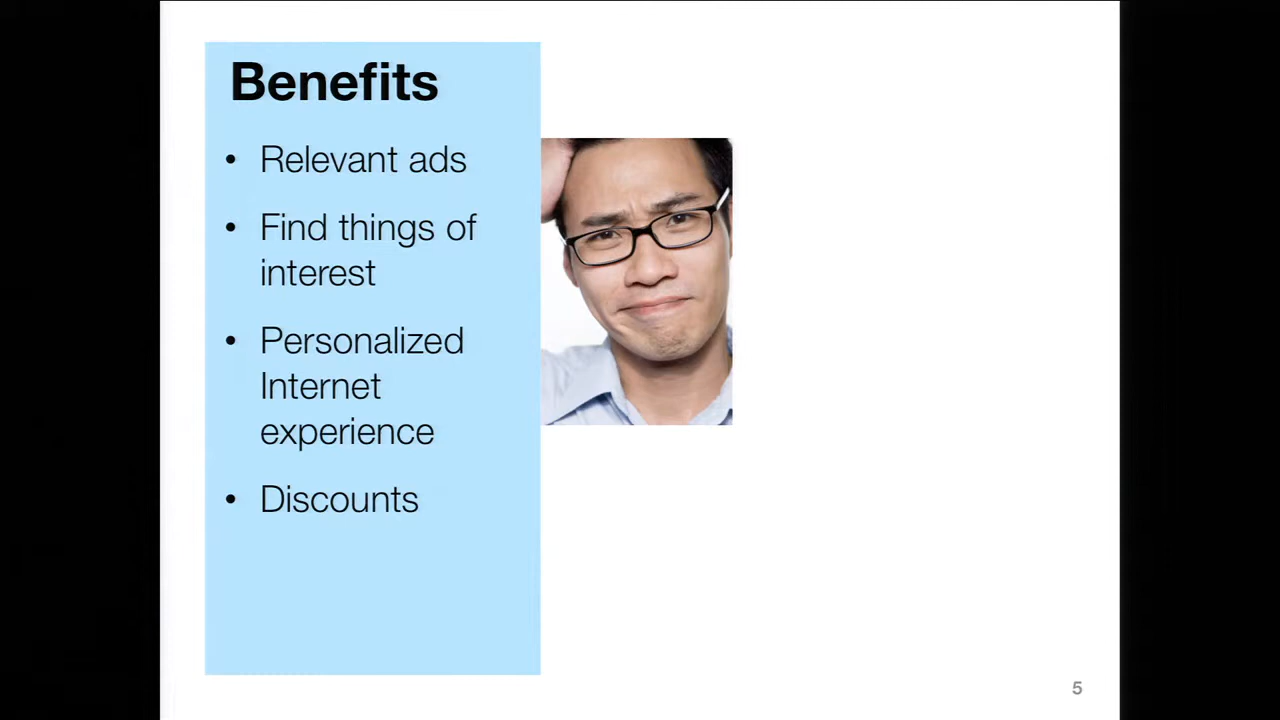 Benefits
• Relevant ads
• Find things of
interest
• Personalized
Internet
experience
• Discounts
5